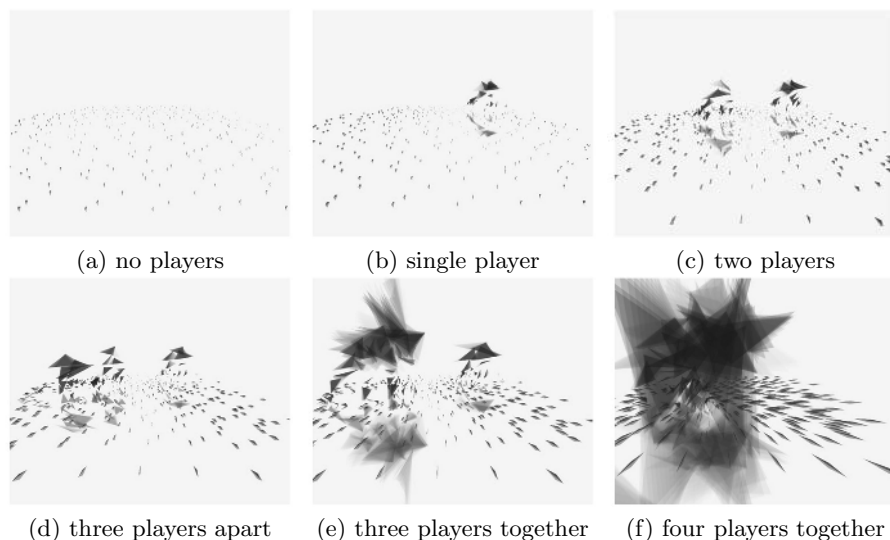 (a) no players
(b) single player
(c) two players
(d) three players apart
(e) three players together
(f) four players together